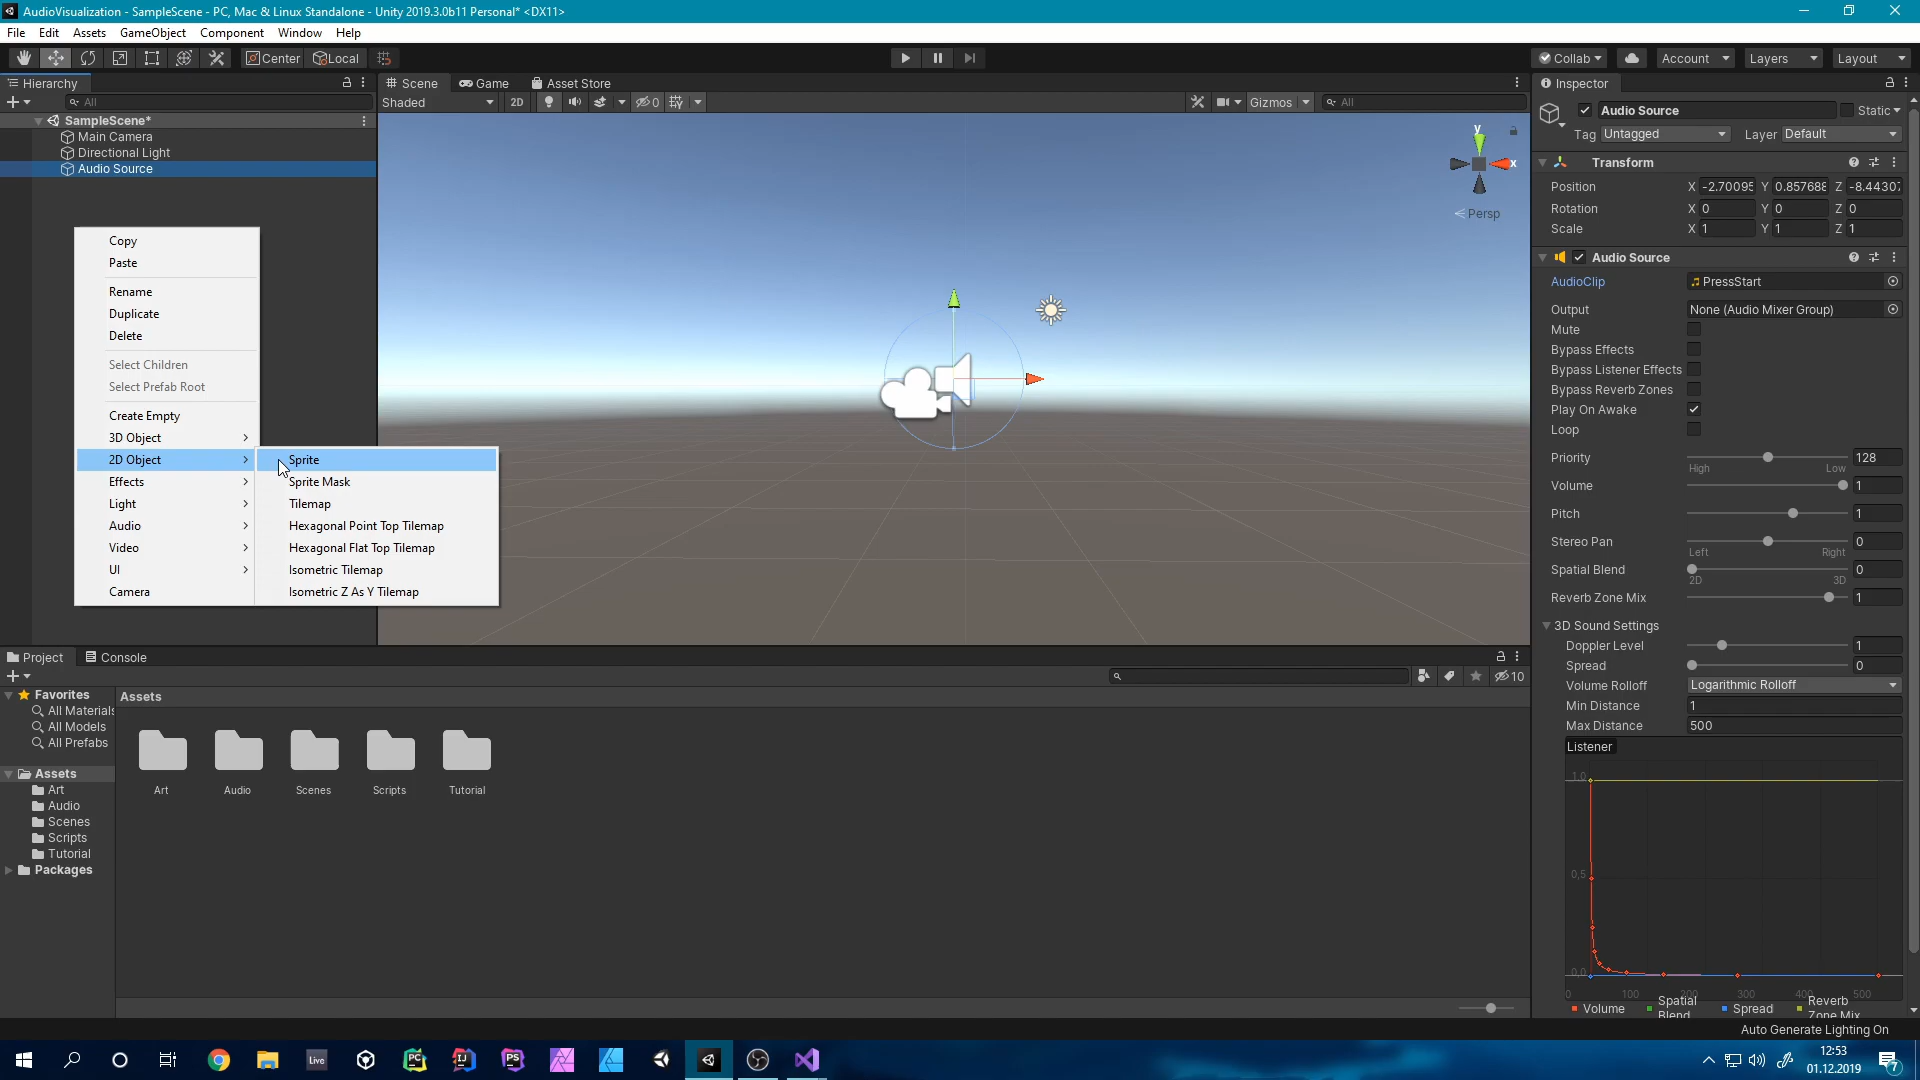 AudioVisualization - SampleScene - PC, Mac & Linux Standalone - Unity 2019.3.0b11 Personal* <DX11>
File Edit Assets GameObject Component Window Help
Center Local Collab Account Layers Layout
Hierarchy
All
SampleScene*
Main Camera
Directional Light
Audio Source
Copy
Paste
Rename
Duplicate
Delete
Select Children
Select Prefab Root
Create Empty
3D Object
2D Object
Effects
Light
Audio
Video
UI
Camera
Sprite
Sprite Mask
Tilemap
Hexagonal Point Top Tilemap
Hexagonal Flat Top Tilemap
Isometric Tilemap
Isometric Z As Y Tilemap
Scene Game Asset Store
Shaded 2D 0 Gizmos All
y
x
Persp
Inspector
Audio Source Static
Tag Untagged Layer Default
Transform
Position X -2.70095 Y 0.857688 Z -8.44307
Rotation X 0 Y 0 Z 0
Scale X 1 Y 1 Z 1
Audio Source
AudioClip PressStart
Output None (Audio Mixer Group)
Mute
Bypass Effects
Bypass Listener Effects
Bypass Reverb Zones
Play On Awake
Loop
Priority 128
High Low
Volume 1
Pitch 1
Stereo Pan 0
Left Right
Spatial Blend 0
2D 3D
Reverb Zone Mix 1
3D Sound Settings
Doppler Level 1
Spread 0
Volume Rolloff Logarithmic Rolloff
Min Distance 1
Max Distance 500
Listener
1,0
0,5
0,0
0 100 200 300 400 500
Volume Spatial Blend Spread Reverb Zone Mix
Auto Generate Lighting On
Project Console
10
Favorites
All Materials
All Models
All Prefabs
Assets
Art
Audio
Scenes
Scripts
Tutorial
Packages
Assets
Art Audio Scenes Scripts Tutorial
Live PC IJ PS
12:53
01.12.2019
7